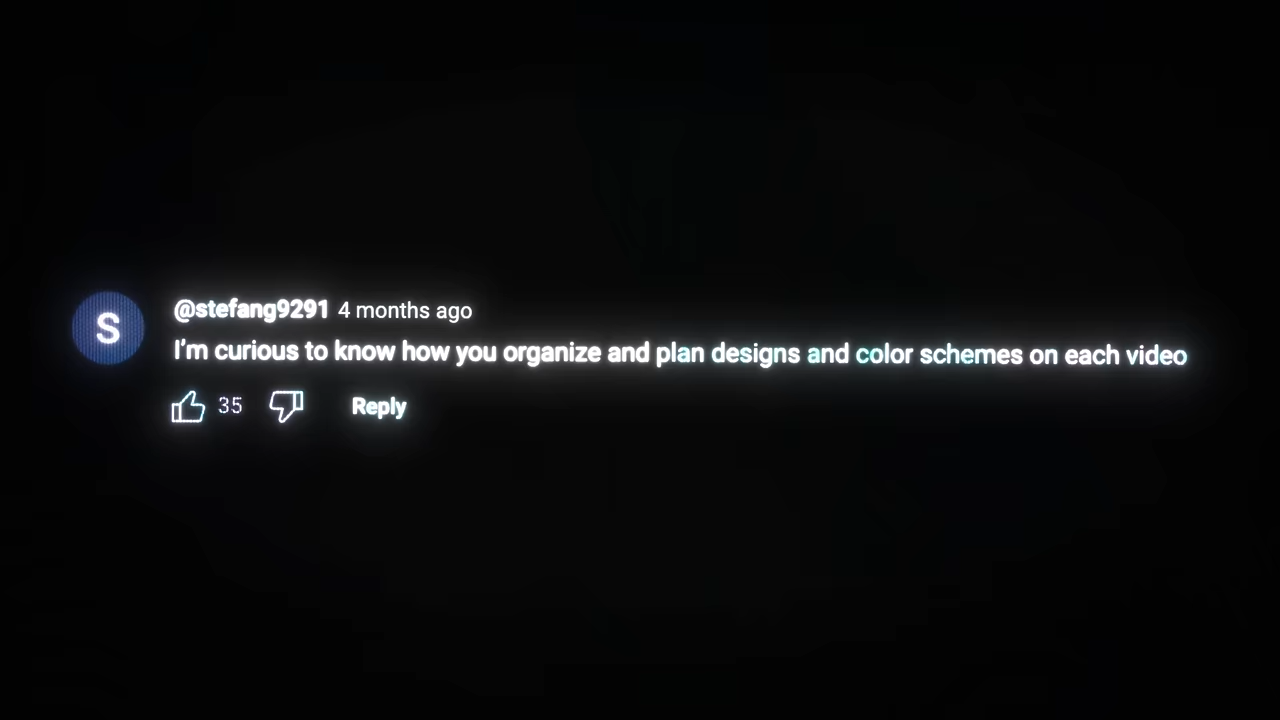 S
@stefang9291 4 months ago
I'm curious to know how you organize and plan designs and color schemes on each video
35
Reply